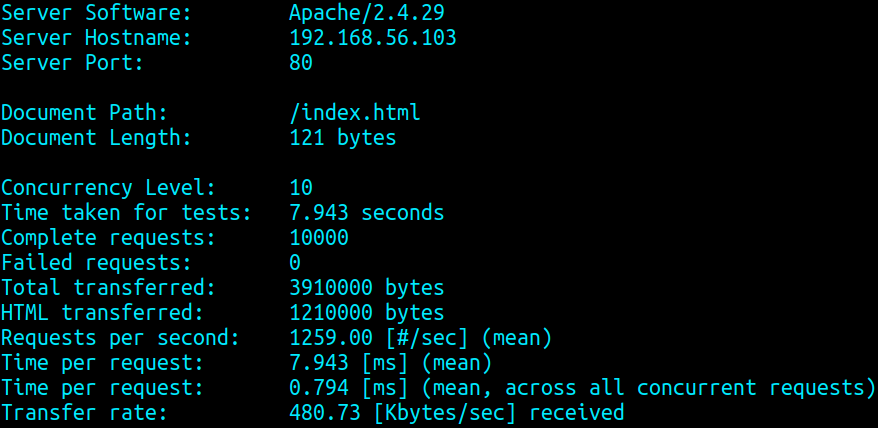 Server Software: Apache/2.4.29
Server Hostname: 192.168.56.103
Server Port: 80
Document Path: /index.html
Document Length: 121 bytes
Concurrency Level: 10
Time taken for tests: 7.943 seconds
Complete requests: 10000
Failed requests: 0
Total transferred: 3910000 bytes
HTML transferred: 1210000 bytes
Requests per second: 1259.00 [#/sec] (mean)
Time per request: 7.943 [ms] (mean)
Time per request: 0.794 [ms] (mean, across all concurrent requests)
Transfer rate: 480.73 [Kbytes/sec] received